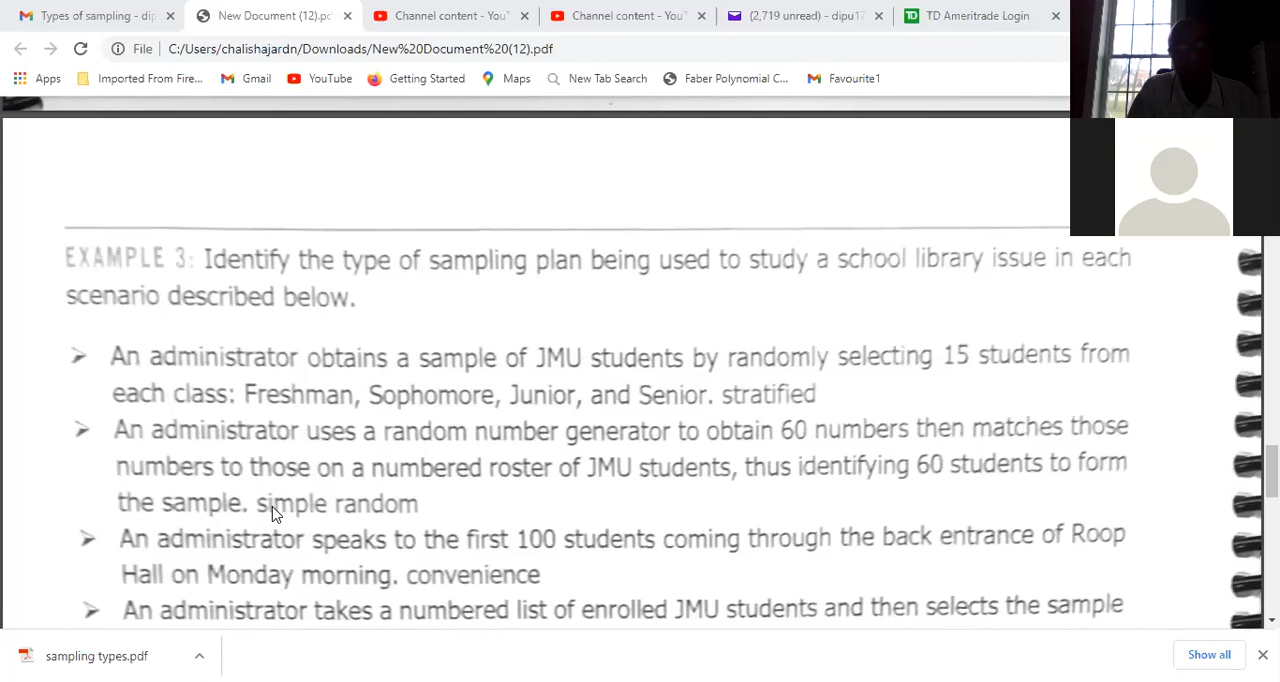 Types of sampling - dip
New Document (12).pd
Channel content - YouT
Channel content - YouT
(2,719 unread) - dipu17
TD Ameritrade Login
File
C:/Users/chalishajardn/Downloads/New%20Document%20(12).pdf
Apps
Imported From Fire...
Gmail
YouTube
Getting Started
Maps
New Tab Search
Faber Polynomial C...
Favourite1
EXAMPLE 3: Identify the type of sampling plan being used to study a school library issue in each
scenario described below.
➢ An administrator obtains a sample of JMU students by randomly selecting 15 students from
each class: Freshman, Sophomore, Junior, and Senior. stratified
➢ An administrator uses a random number generator to obtain 60 numbers then matches those
numbers to those on a numbered roster of JMU students, thus identifying 60 students to form
the sample. simple random
➢ An administrator speaks to the first 100 students coming through the back entrance of Roop
Hall on Monday morning. convenience
➢ An administrator takes a numbered list of enrolled JMU students and then selects the sample
sampling types.pdf
Show all